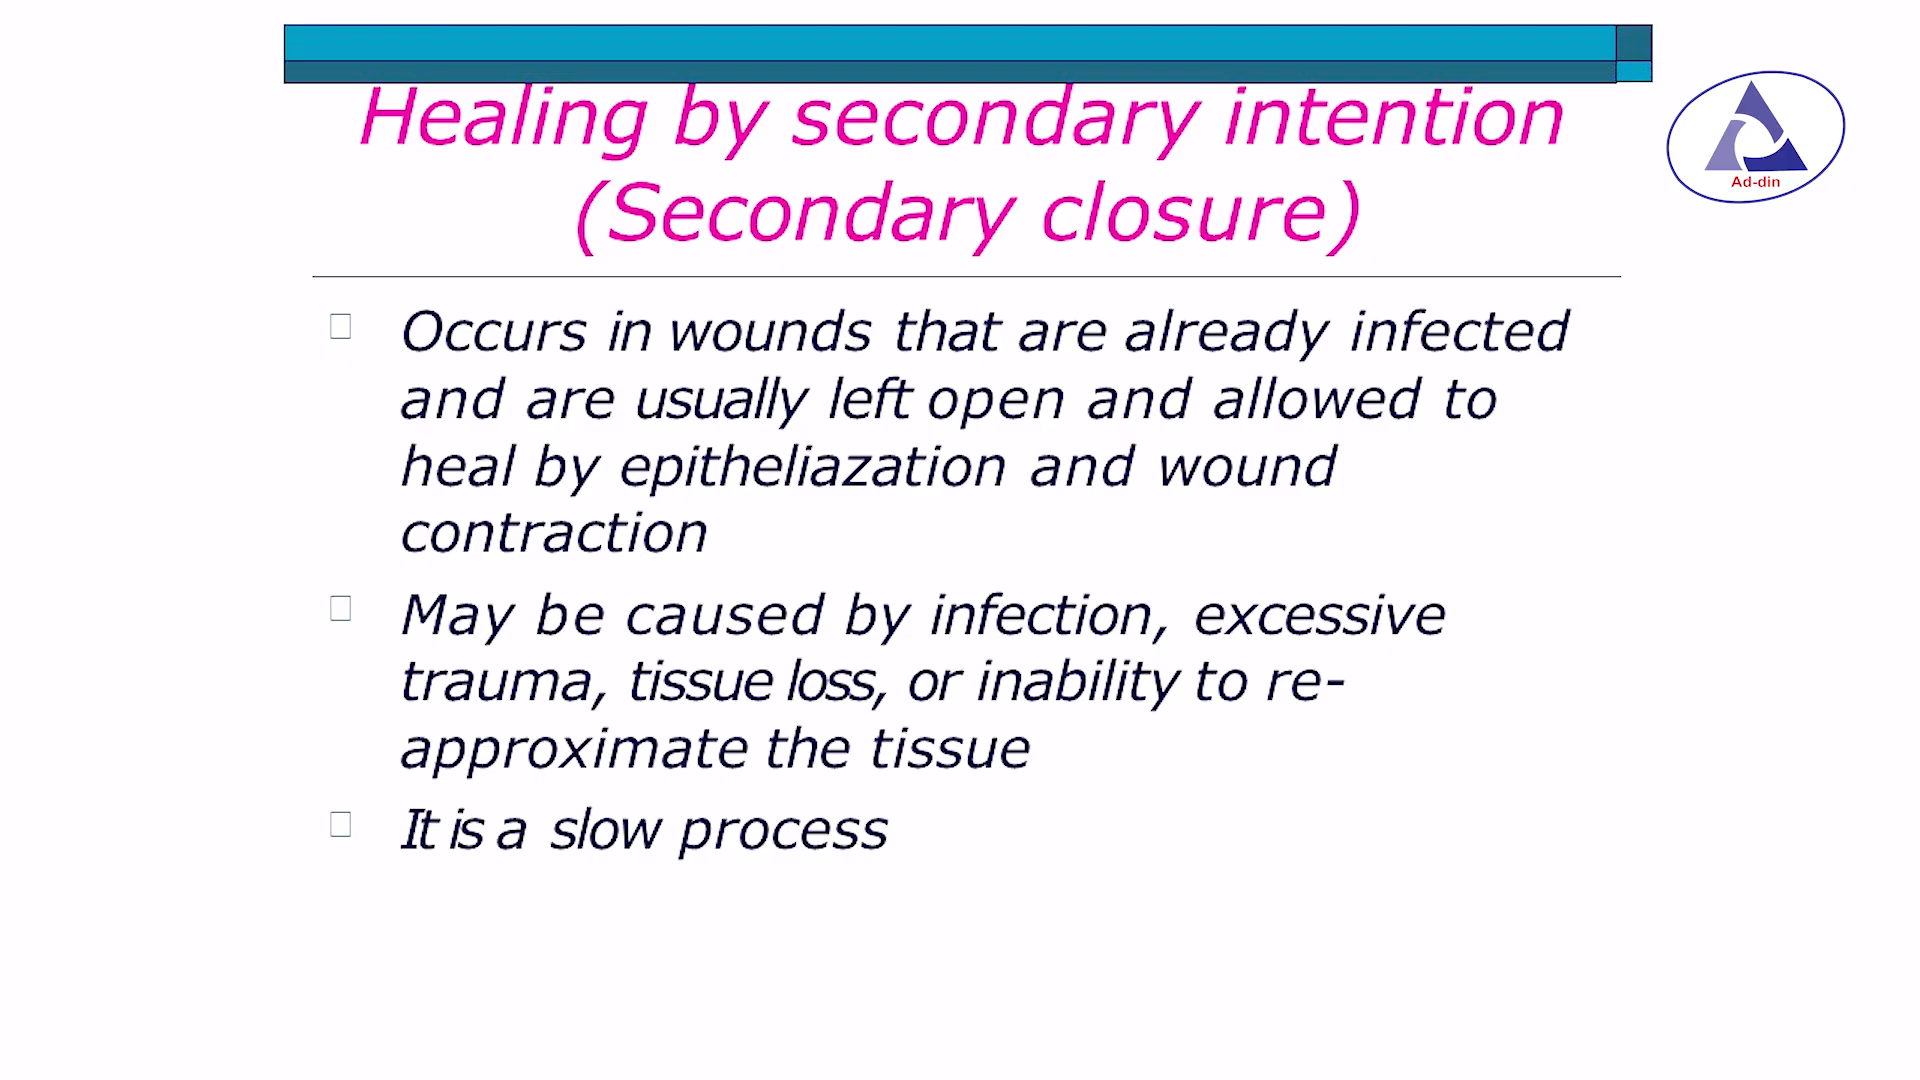 Healing by secondary intention
(Secondary closure)
Ad-din
Occurs in wounds that are already infected
and are usually left open and allowed to
heal by epitheliazation and wound
contraction
May be caused by infection, excessive
trauma, tissue loss, or inability to re-
approximate the tissue
It is a slow process